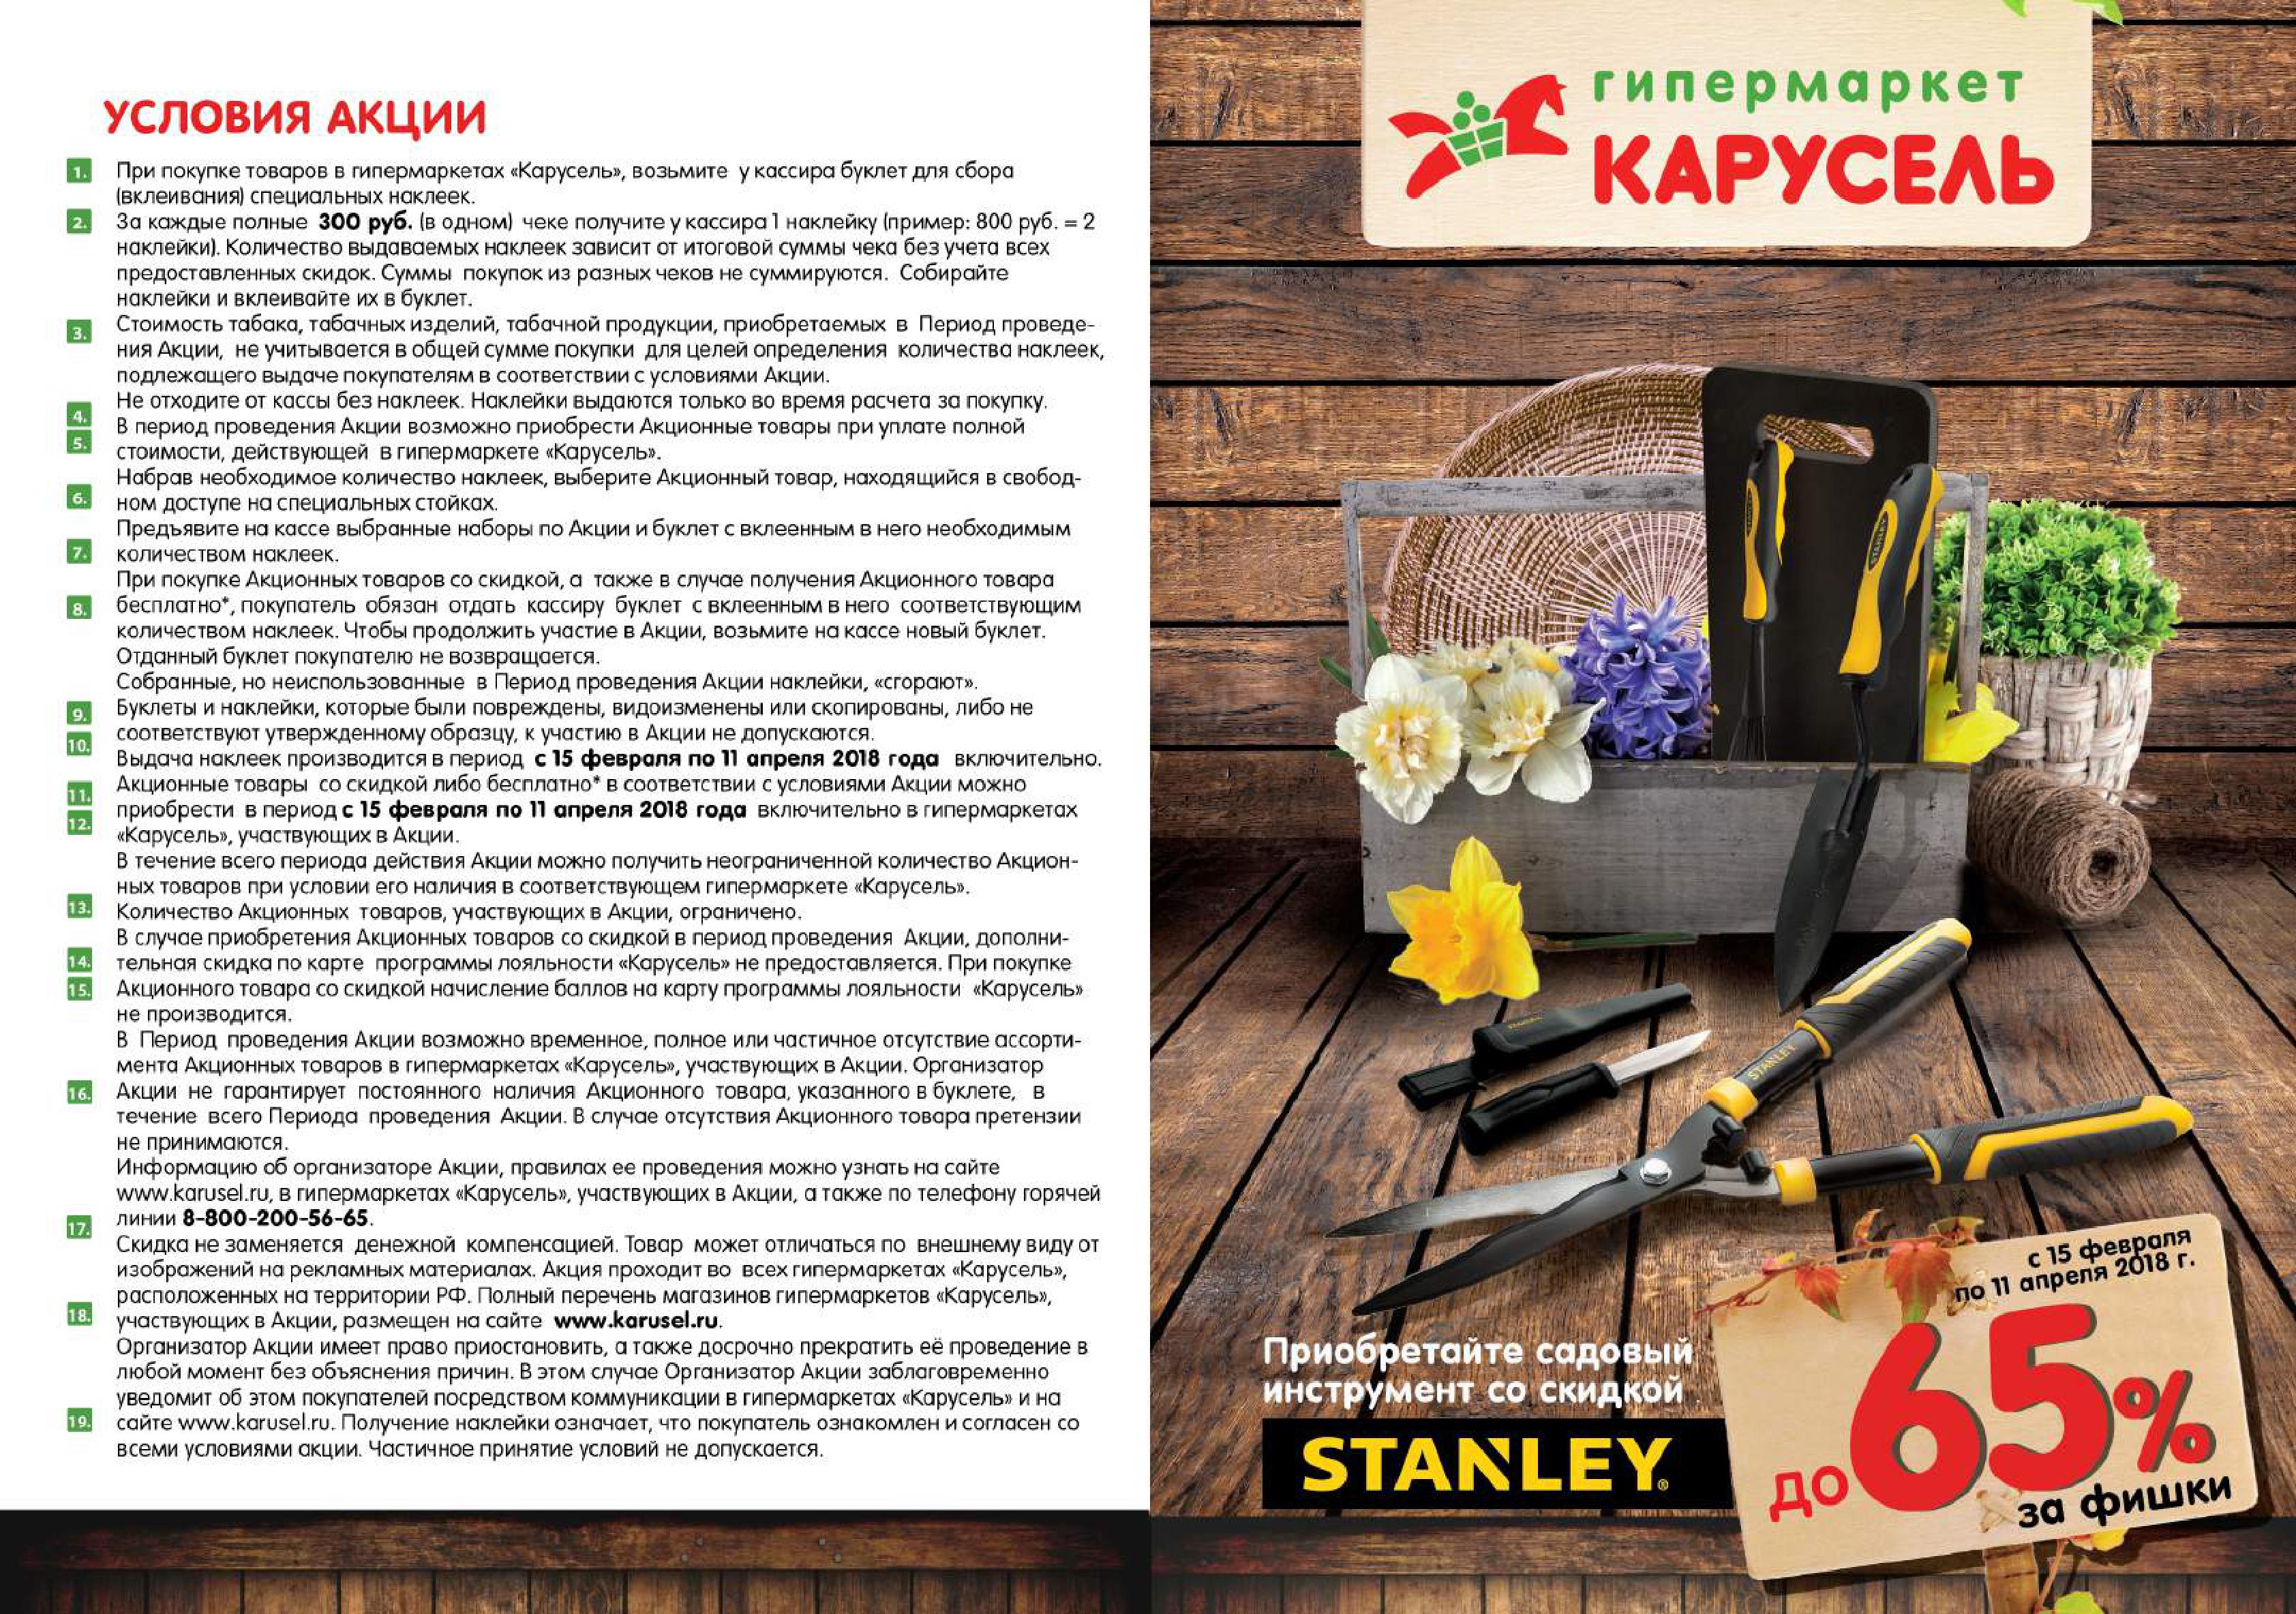 УСЛОВИЯ АКЦИИ
1. При покупке товаров в гипермаркетах «Карусель», возьмите у кассира буклет для сбора
(вклеивания) специальных наклеек.
2. За каждые полные 300 руб. (в одном) чеке получите у кассира 1 наклейку (пример: 800 руб. = 2
наклейки). Количество выдаваемых наклеек зависит от итоговой суммы чека без учета всех
предоставленных скидок. Суммы покупок из разных чеков не суммируются. Собирайте
наклейки и вклеивайте их в буклет.
3. Стоимость табака, табачных изделий, табачной продукции, приобретаемых в Период проведе-
ния Акции, не учитывается в общей сумме покупки для целей определения количества наклеек,
подлежащего выдаче покупателям в соответствии с условиями Акции.
4. Не отходите от кассы без наклеек. Наклейки выдаются только во время расчета за покупку.
5. В период проведения Акции возможно приобрести Акционные товары при уплате полной
стоимости, действующей в гипермаркете «Карусель».
6. Набрав необходимое количество наклеек, выберите Акционный товар, находящийся в свобод-
ном доступе на специальных стойках.
7. Предъявите на кассе выбранные наборы по Акции и буклет с вклеенным в него необходимым
количеством наклеек.
8. При покупке Акционных товаров со скидкой, а также в случае получения Акционного товара
бесплатно*, покупатель обязан отдать кассиру буклет с вклеенным в него соответствующим
количеством наклеек. Чтобы продолжить участие в Акции, возьмите на кассе новый буклет.
Отданный буклет покупателю не возвращается.
9. Собранные, но неиспользованные в Период проведения Акции наклейки, «сгорают».
10. Буклеты и наклейки, которые были повреждены, видоизменены или скопированы, либо не
соответствуют утвержденному образцу, к участию в Акции не допускаются.
11. Выдача наклеек производится в период с 15 февраля по 11 апреля 2018 года включительно.
12. Акционные товары со скидкой либо бесплатно* в соответствии с условиями Акции можно
приобрести в период с 15 февраля по 11 апреля 2018 года включительно в гипермаркетах
«Карусель», участвующих в Акции.
13. В течение всего периода действия Акции можно получить неограниченной количество Акцион-
ных товаров при условии его наличия в соответствующем гипермаркете «Карусель».
14. Количество Акционных товаров, участвующих в Акции, ограничено.
15. В случае приобретения Акционных товаров со скидкой в период проведения Акции, дополни-
тельная скидка по карте программы лояльности «Карусель» не предоставляется. При покупке
Акционного товара со скидкой начисление баллов на карту программы лояльности «Карусель»
не производится.
16. В Период проведения Акции возможно временное, полное или частичное отсутствие ассорти-
мента Акционных товаров в гипермаркетах «Карусель», участвующих в Акции. Организатор
Акции не гарантирует постоянного наличия Акционного товара, указанного в буклете, в
течение всего Периода проведения Акции. В случае отсутствия Акционного товара претензии
не принимаются.
17. Информацию об организаторе Акции, правилах ее проведения можно узнать на сайте
www.karusel.ru, в гипермаркетах «Карусель», участвующих в Акции, а также по телефону горячей
линии 8-800-200-56-65.
18. Скидка не заменяется денежной компенсацией. Товар может отличаться по внешнему виду от
изображений на рекламных материалах. Акция проходит во всех гипермаркетах «Карусель»,
расположенных на территории РФ. Полный перечень магазинов гипермаркетов «Карусель»,
участвующих в Акции, размещен на сайте www.karusel.ru.
19. Организатор Акции имеет право приостановить, а также досрочно прекратить её проведение в
любой момент без объяснения причин. В этом случае Организатор Акции заблаговременно
уведомит об этом покупателей посредством коммуникации в гипермаркетах «Карусель» и на
сайте www.karusel.ru. Получение наклейки означает, что покупатель ознакомлен и согласен со
всеми условиями акции. Частичное принятие условий не допускается.
гипермаркет
КАРУСЕЛЬ
STANLEY
STANLEY
с 15 февраля
по 11 апреля 2018 г.
Приобретайте садовый
инструмент со скидкой
STANLEY
до 65%
за фишки